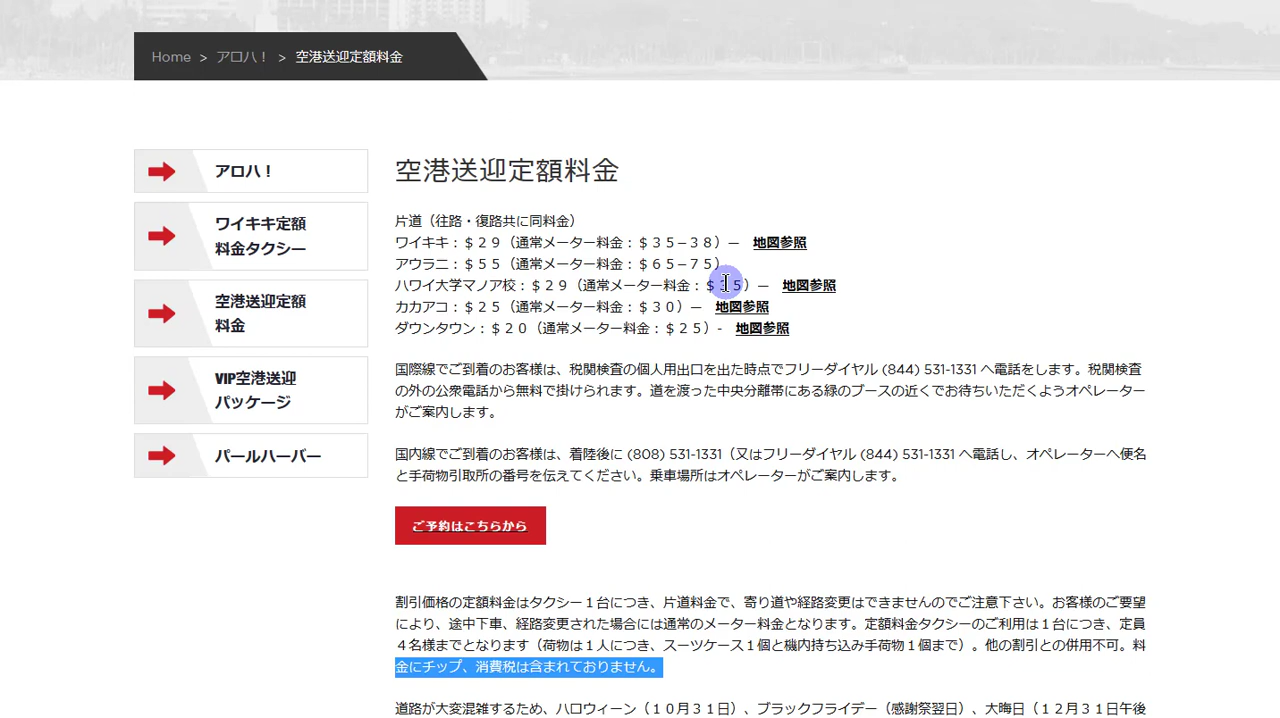 Home > アロハ！ > 空港送迎定額料金
アロハ！
ワイキキ定額
料金タクシー
空港送迎定額
料金
VIP空港送迎
パッケージ
パールハーバー
空港送迎定額料金
片道（往路・復路共に同料金）
ワイキキ：＄２９（通常メーター料金：＄３５−３８）— 地図参照
アウラニ：＄５５（通常メーター料金：＄６５−７５）
ハワイ大学マノア校：＄２９（通常メーター料金：＄３５）— 地図参照
カカアコ：＄２５（通常メーター料金：＄３０）— 地図参照
ダウンタウン：＄２０（通常メーター料金：＄２５）- 地図参照
国際線でご到着のお客様は、税関検査の個人用出口を出た時点でフリーダイヤル (844) 531-1331 へ電話をします。税関検査
の外の公衆電話から無料で掛けられます。道を渡った中央分離帯にある緑のブースの近くでお待ちいただくようオペレーター
がご案内します。
国内線でご到着のお客様は、着陸後に (808) 531-1331（又はフリーダイヤル (844) 531-1331 へ電話し、オペレーターへ便名
と手荷物引取所の番号を伝えてください。乗車場所はオペレーターがご案内します。
ご予約はこちらから
割引価格の定額料金はタクシー１台につき、片道料金で、寄り道や経路変更はできませんのでご注意下さい。お客様のご要望
により、途中下車、経路変更された場合には通常のメーター料金となります。定額料金タクシーのご利用は１台につき、定員
４名様までとなります（荷物は１人につき、スーツケース１個と機内持ち込み手荷物１個まで）。他の割引との併用不可。料
金にチップ、消費税は含まれておりません。
道路が大変混雑するため、ハロウィーン（１０月３１日）、ブラックフライデー（感謝祭翌日）、大晦日（１２月３１日午後